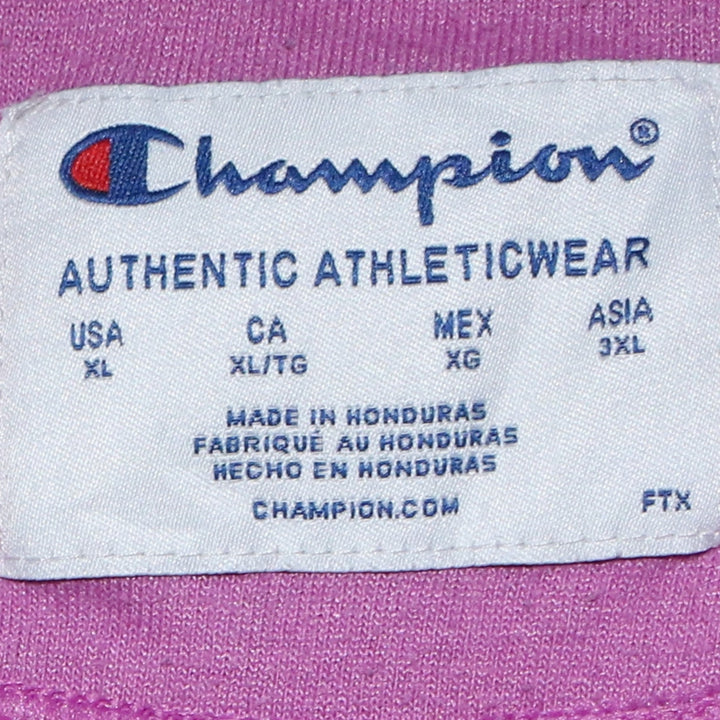 Champion®
AUTHENTIC ATHLETICWEAR
USA CA MEX ASIA
XL XL/TG XG 3XL
MADE IN HONDURAS
FABRIQUÉ AU HONDURAS
HECHO EN HONDURAS
CHAMPION.COM FTX